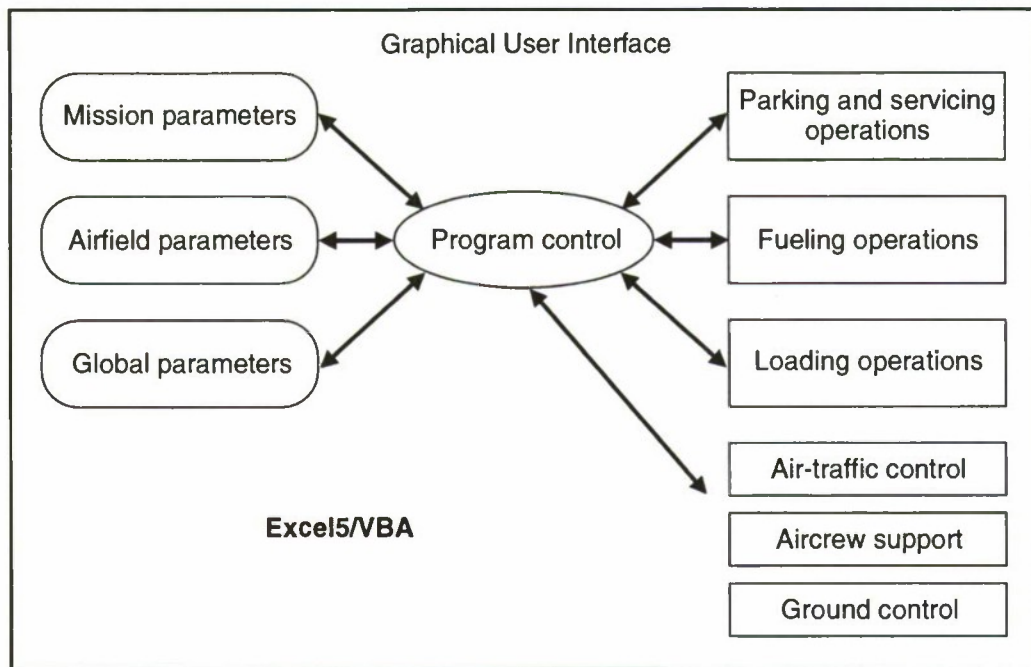 Graphical User Interface
Mission parameters
Airfield parameters
Global parameters
Program control
Parking and servicing
operations
Fueling operations
Loading operations
Air-traffic control
Aircrew support
Ground control
Excel5/VBA